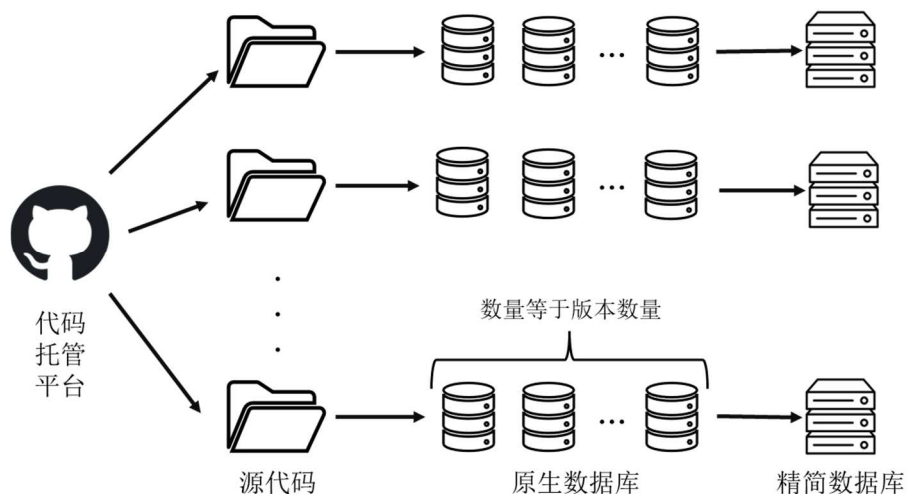 代码
托管
平台
数量等于版本数量
源代码
原生数据库
精简数据库